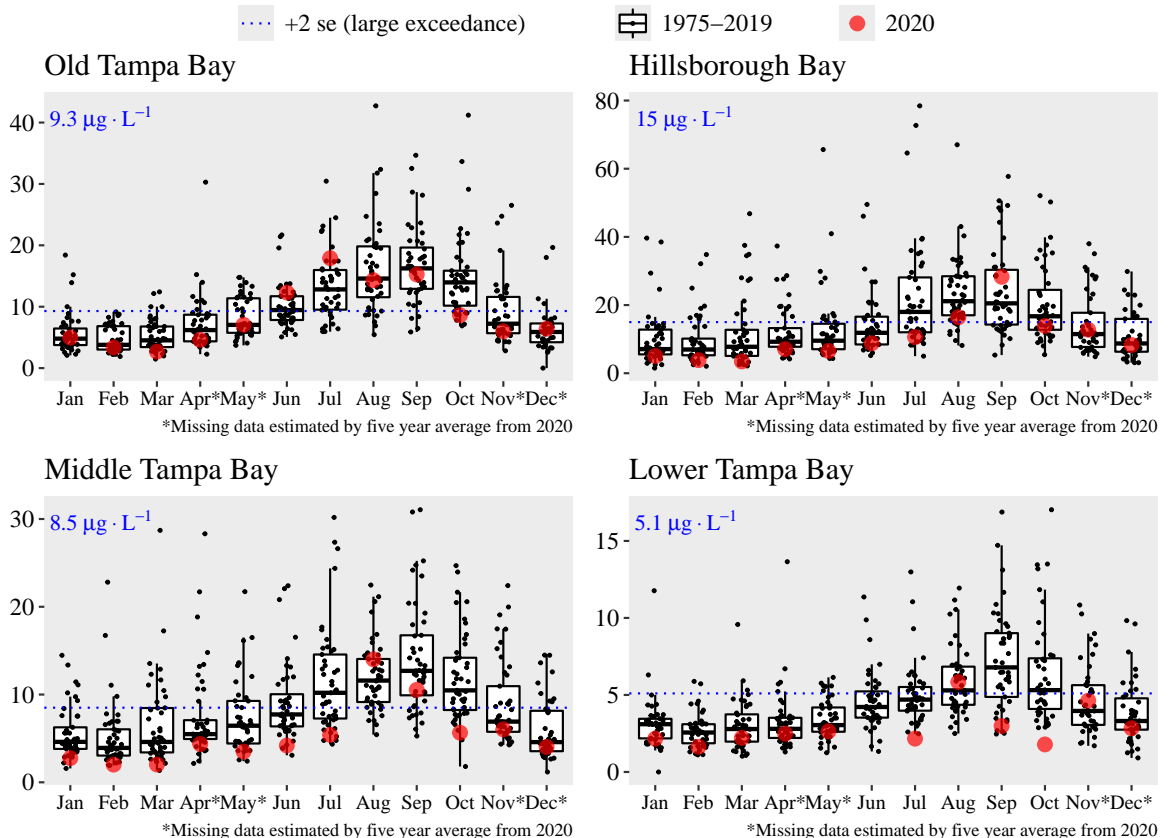 +2 se (large exceedance) 1975–2019 2020
Old Tampa Bay
9.3 μg · L⁻¹
40
30
20
10
0
Jan Feb Mar Apr* May* Jun Jul Aug Sep Oct Nov* Dec*
*Missing data estimated by five year average from 2020
Hillsborough Bay
15 μg · L⁻¹
80
60
40
20
0
Jan Feb Mar Apr* May* Jun Jul Aug Sep Oct Nov* Dec*
*Missing data estimated by five year average from 2020
Middle Tampa Bay
8.5 μg · L⁻¹
30
20
10
0
Jan Feb Mar Apr* May* Jun Jul Aug Sep Oct Nov* Dec*
*Missing data estimated by five year average from 2020
Lower Tampa Bay
5.1 μg · L⁻¹
15
10
5
0
Jan Feb Mar Apr* May* Jun Jul Aug Sep Oct Nov* Dec*
*Missing data estimated by five year average from 2020